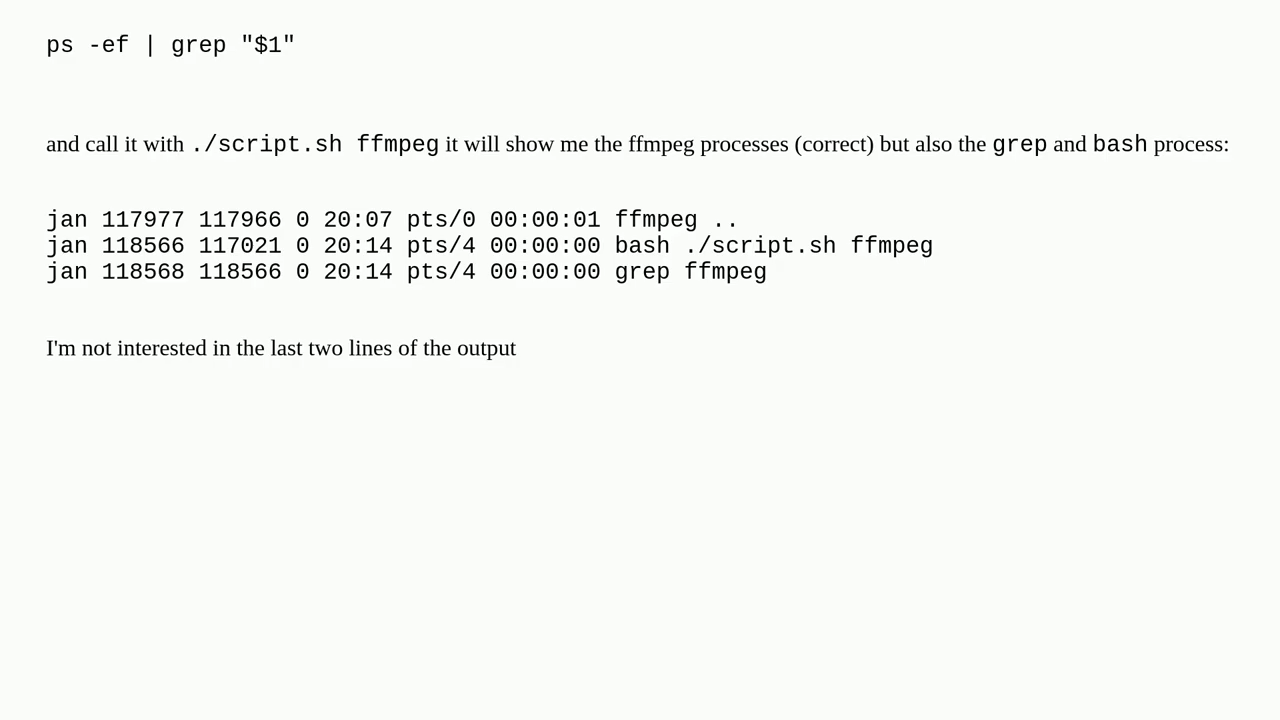 ps -ef | grep "$1"
and call it with ./script.sh ffmpeg it will show me the ffmpeg processes (correct) but also the grep and bash process:
jan 117977 117966 0 20:07 pts/0 00:00:01 ffmpeg ..
jan 118566 117021 0 20:14 pts/4 00:00:00 bash ./script.sh ffmpeg
jan 118568 118566 0 20:14 pts/4 00:00:00 grep ffmpeg
I'm not interested in the last two lines of the output